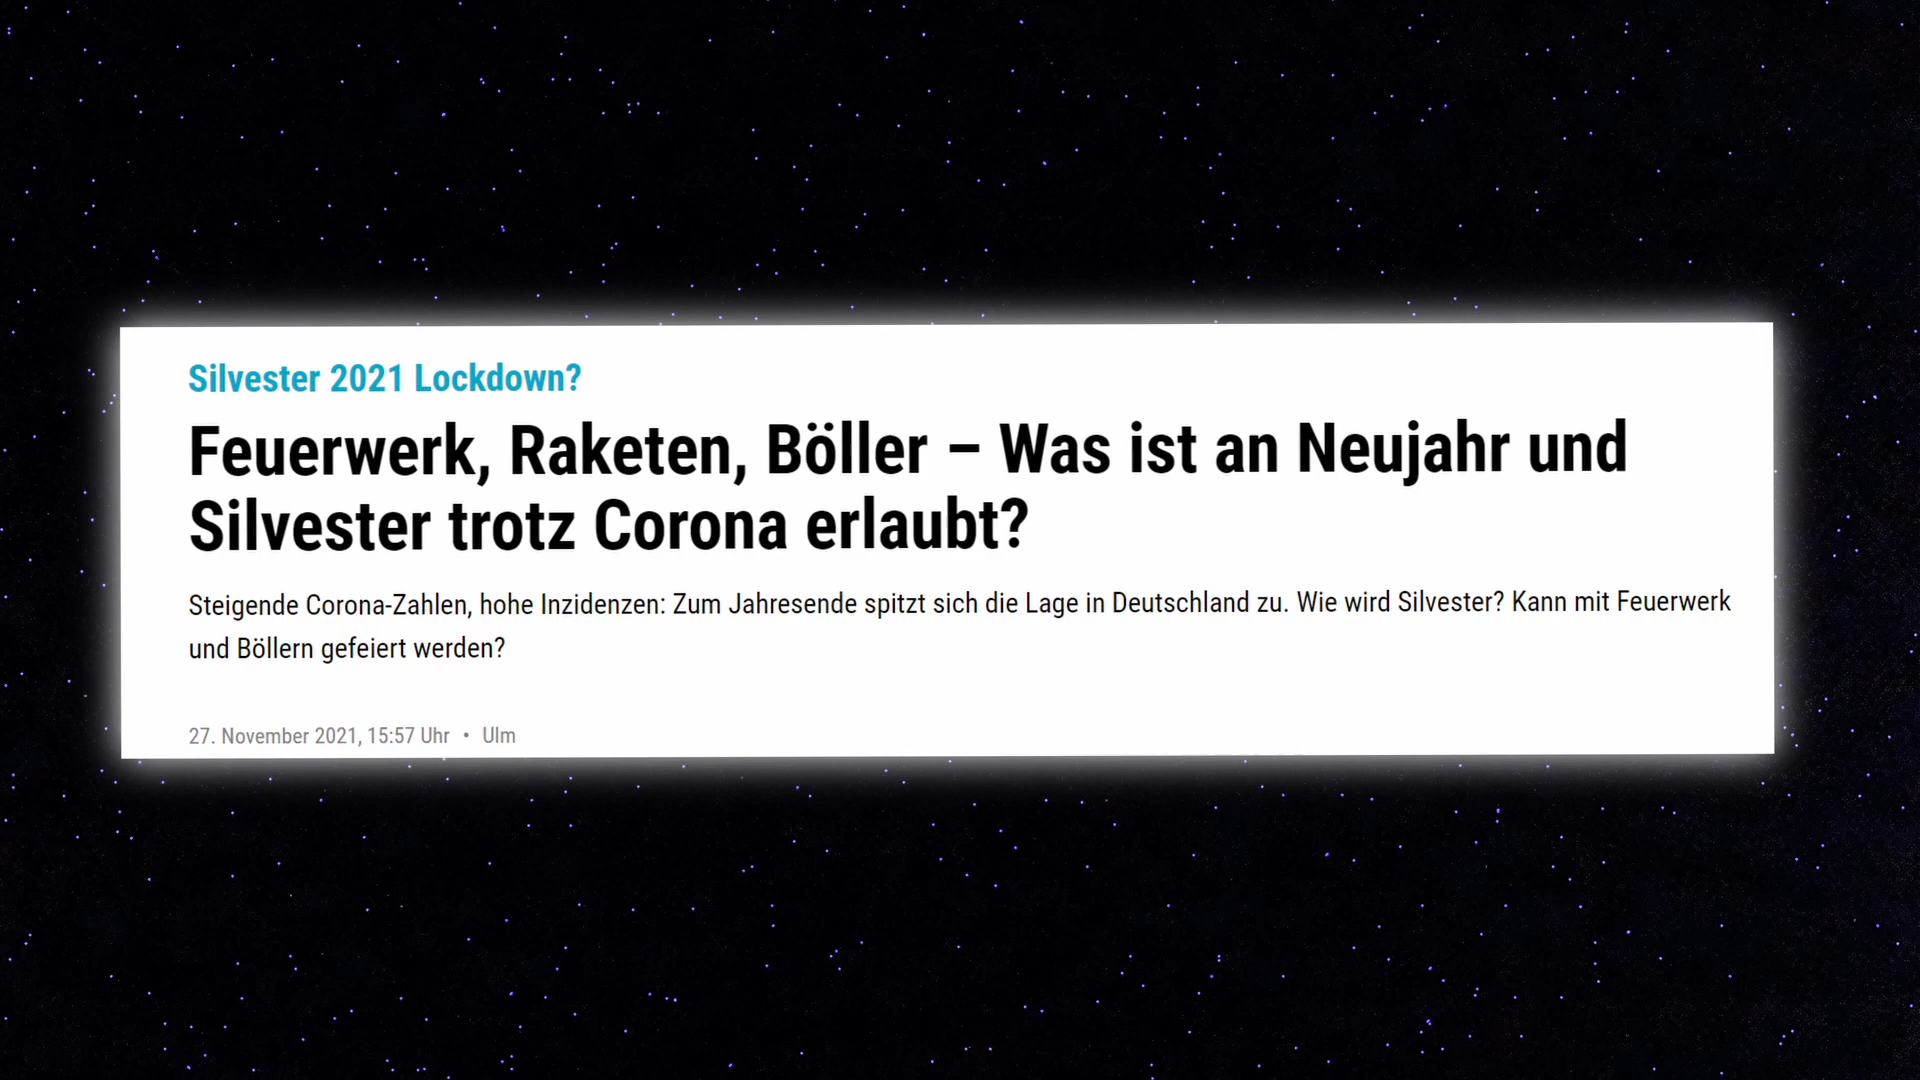 Silvester 2021 Lockdown?
Feuerwerk, Raketen, Böller – Was ist an Neujahr und
Silvester trotz Corona erlaubt?
Steigende Corona-Zahlen, hohe Inzidenzen: Zum Jahresende spitzt sich die Lage in Deutschland zu. Wie wird Silvester? Kann mit Feuerwerk
und Böllern gefeiert werden?
27. November 2021, 15:57 Uhr • Ulm